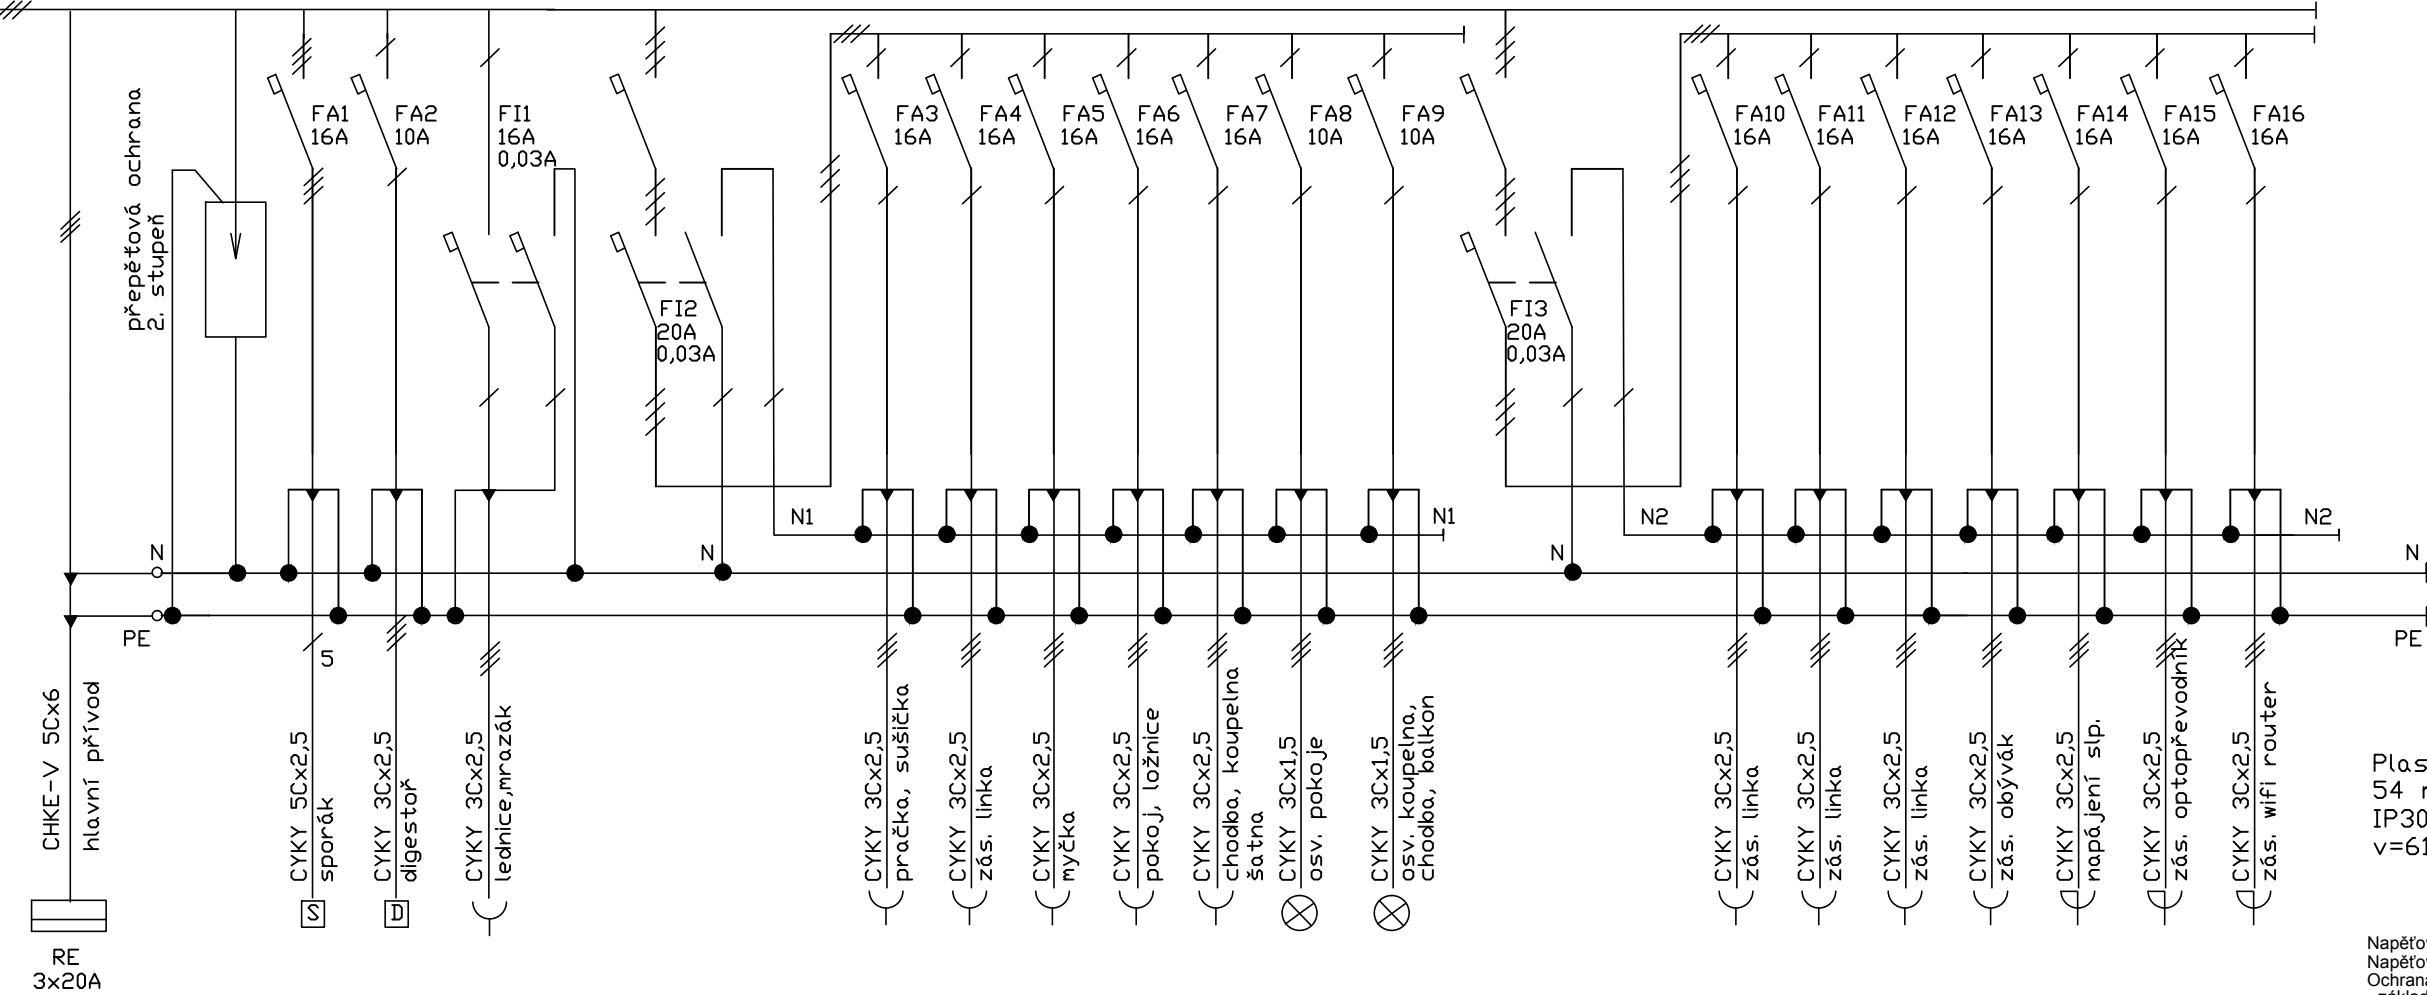 přepěťová ochrana
2. stupeň
FA1
16A
FA2
10A
FI1
16A
0,03A
FI2
20A
0,03A
FA3
16A
FA4
16A
FA5
16A
FA6
16A
FA7
16A
FA8
10A
FA9
10A
FI3
20A
0,03A
FA10
16A
FA11
16A
FA12
16A
FA13
16A
FA14
16A
FA15
16A
FA16
16A
N1
N1
N2
N2
N
N
N
N
PE
PE
5
CHKE-V 5Cx6
hlavní přívod
CYKY 5Cx2,5
sporák
CYKY 3Cx2,5
digestoř
CYKY 3Cx2,5
lednice,mrazák
CYKY 3Cx2,5
pračka, sušička
CYKY 3Cx2,5
zás. linka
CYKY 3Cx2,5
myčka
CYKY 3Cx2,5
pokoj, ložnice
CYKY 3Cx2,5
chodba, koupelna
šatna
CYKY 3Cx1,5
osv. pokoje
CYKY 3Cx1,5
osv. koupelna,
chodba, balkon
CYKY 3Cx2,5
zás. linka
CYKY 3Cx2,5
zás. linka
CYKY 3Cx2,5
zás. linka
CYKY 3Cx2,5
zás. obývák
CYKY 3Cx2,5
napájení slp.
CYKY 3Cx2,5
zás. optopřevodník
CYKY 3Cx2,5
zás. wifi router
S
D
RE
3x20A
Plas
54
IP30
v=61
Napěťov
Napěťov
Ochrana